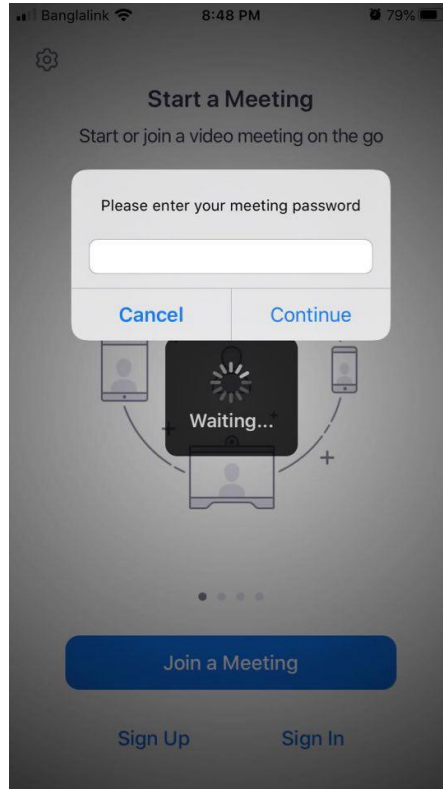 Banglalink 8:48 PM 79%
Start a Meeting
Start or join a video meeting on the go
Please enter your meeting password
Cancel Continue
Waiting...
Join a Meeting
Sign Up Sign In